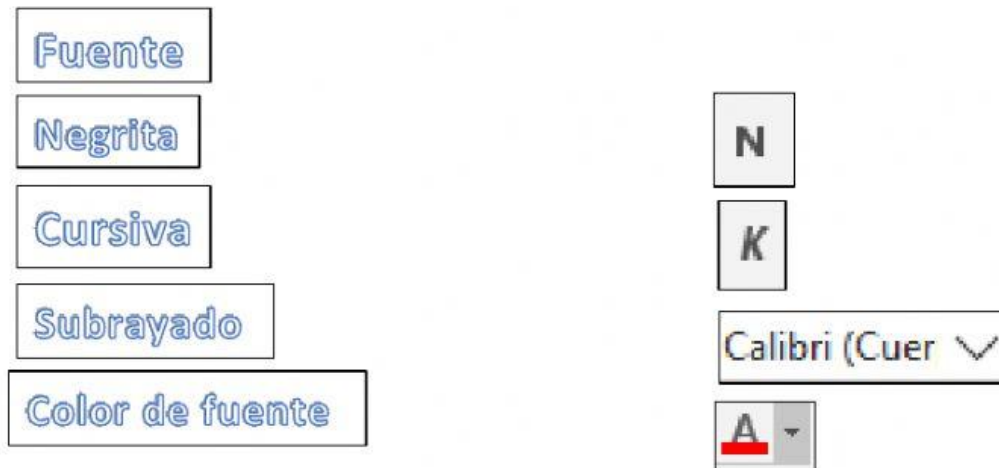 Fuente
Negrita
Cursiva
Subrayado
Color de fuente
N
K
Calibri (Cuer
A